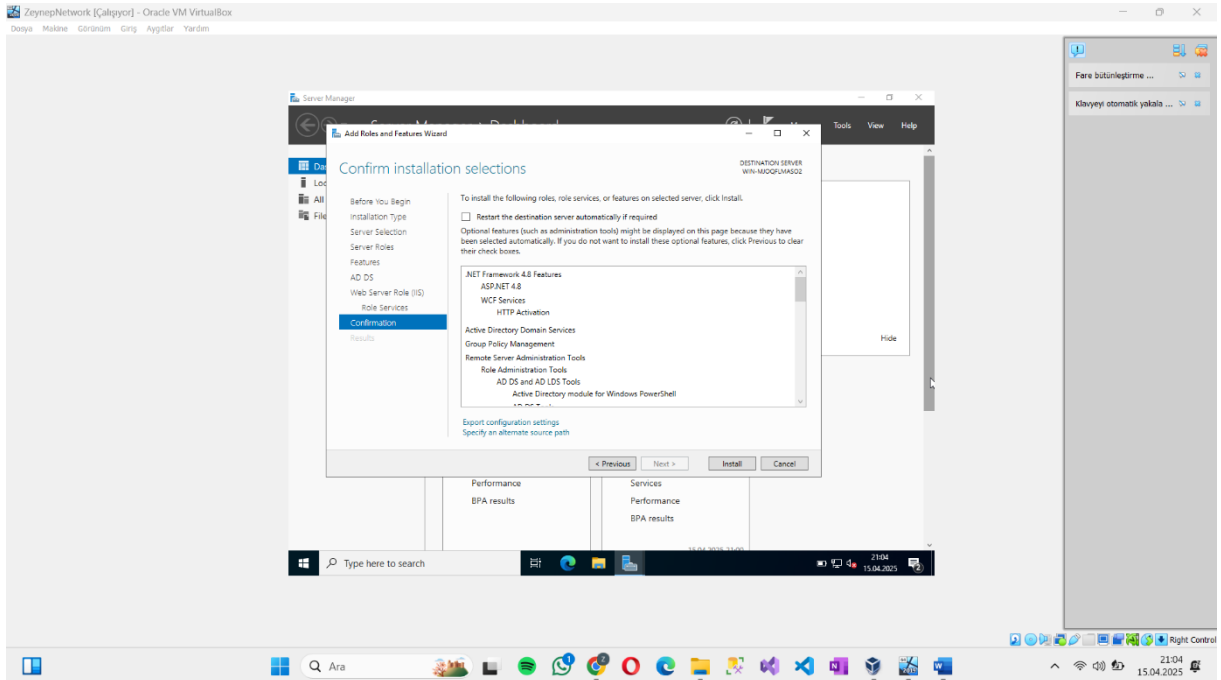 ZeynepNetwork [Çalışıyor] - Oracle VM VirtualBox
Dosya Makine Görünüm Giriş Aygıtlar Yardım
Fare bütünleştirme ...
Klavyeyi otomatik yakala ...
Server Manager
Tools View Help
Add Roles and Features Wizard
Confirm installation selections
DESTINATION SERVER
Before You Begin
Installation Type
Server Selection
Server Roles
Features
AD DS
Web Server Role (IIS)
Role Services
Confirmation
Results
To install the following roles, role services, or features on selected server, click Install.
Restart the destination server automatically if required
Optional features (such as administration tools) might be displayed on this page because they have
been selected automatically. If you do not want to install these optional features, click Previous to clear
their check boxes.
.NET Framework 4.8 Features
ASP.NET 4.8
WCF Services
HTTP Activation
Active Directory Domain Services
Group Policy Management
Remote Server Administration Tools
Role Administration Tools
AD DS and AD LDS Tools
Active Directory module for Windows PowerShell
Export configuration settings
Specify an alternate source path
< Previous Next > Install Cancel
Hide
Performance
BPA results
Services
Performance
BPA results
15.04.2025 21:00
Type here to search
21:04
15.04.2025
2
Right Control
Ara
21:04
15.04.2025